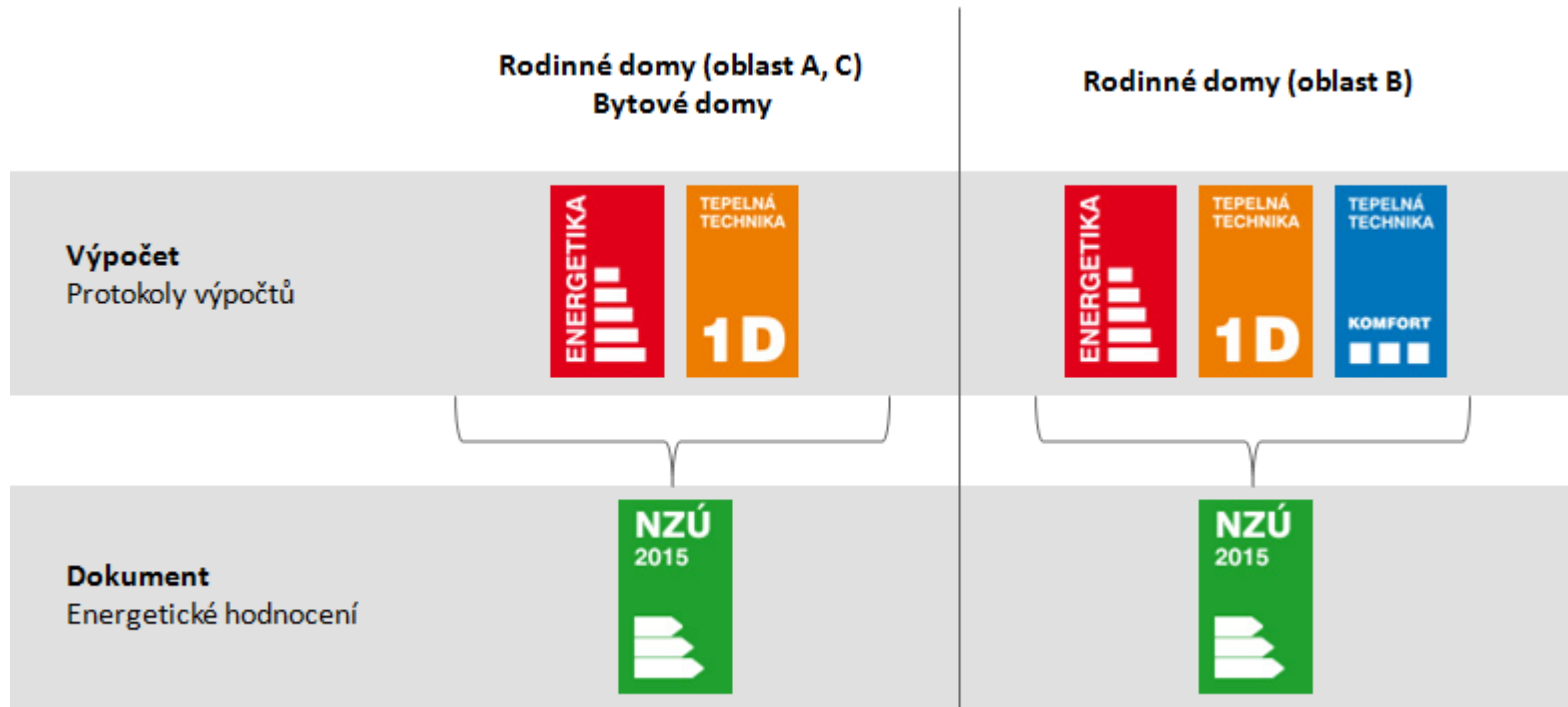 Rodinné domy (oblast A, C)
Bytové domy
Rodinné domy (oblast B)
Výpočet
Protokoly výpočtů
ENERGETIKA
TEPELNÁ
TECHNIKA
1D
ENERGETIKA
TEPELNÁ
TECHNIKA
1D
TEPELNÁ
TECHNIKA
KOMFORT
Dokument
Energetické hodnocení
NZÚ
2015
NZÚ
2015